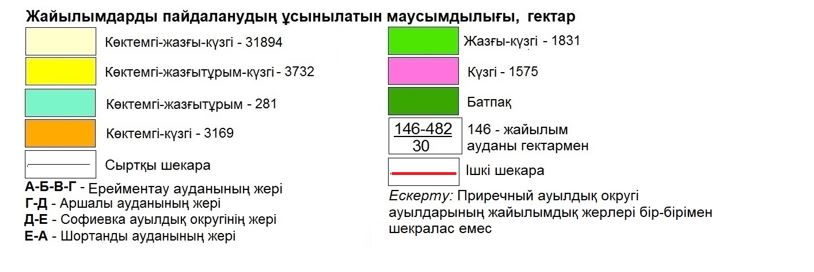 Жайылымдарды пайдаланудың ұсынылатын маусымдылығы, гектар
Көктемгі-жазғы-күзгі - 31894
Көктемгі-жазғытұрым-күзгі - 3732
Көктемгі-жазғытұрым - 281
Көктемгі-күзгі - 3169
Сыртқы шекара
А-Б-В-Г - Ерейментау ауданының жері
Г-Д - Аршалы ауданының жері
Д-Е - Софиевка ауылдық округінің жері
Е-А - Шортанды ауданының жері
Жазғы-күзгі - 1831
Күзгі - 1575
Батпақ
146-482
30
146 - жайылым
ауданы гектармен
Ішкі шекара
Ескерту: Приречный ауылдық округі
ауылдарының жайылымдық жерлері бір-бірімен
шекралас емес